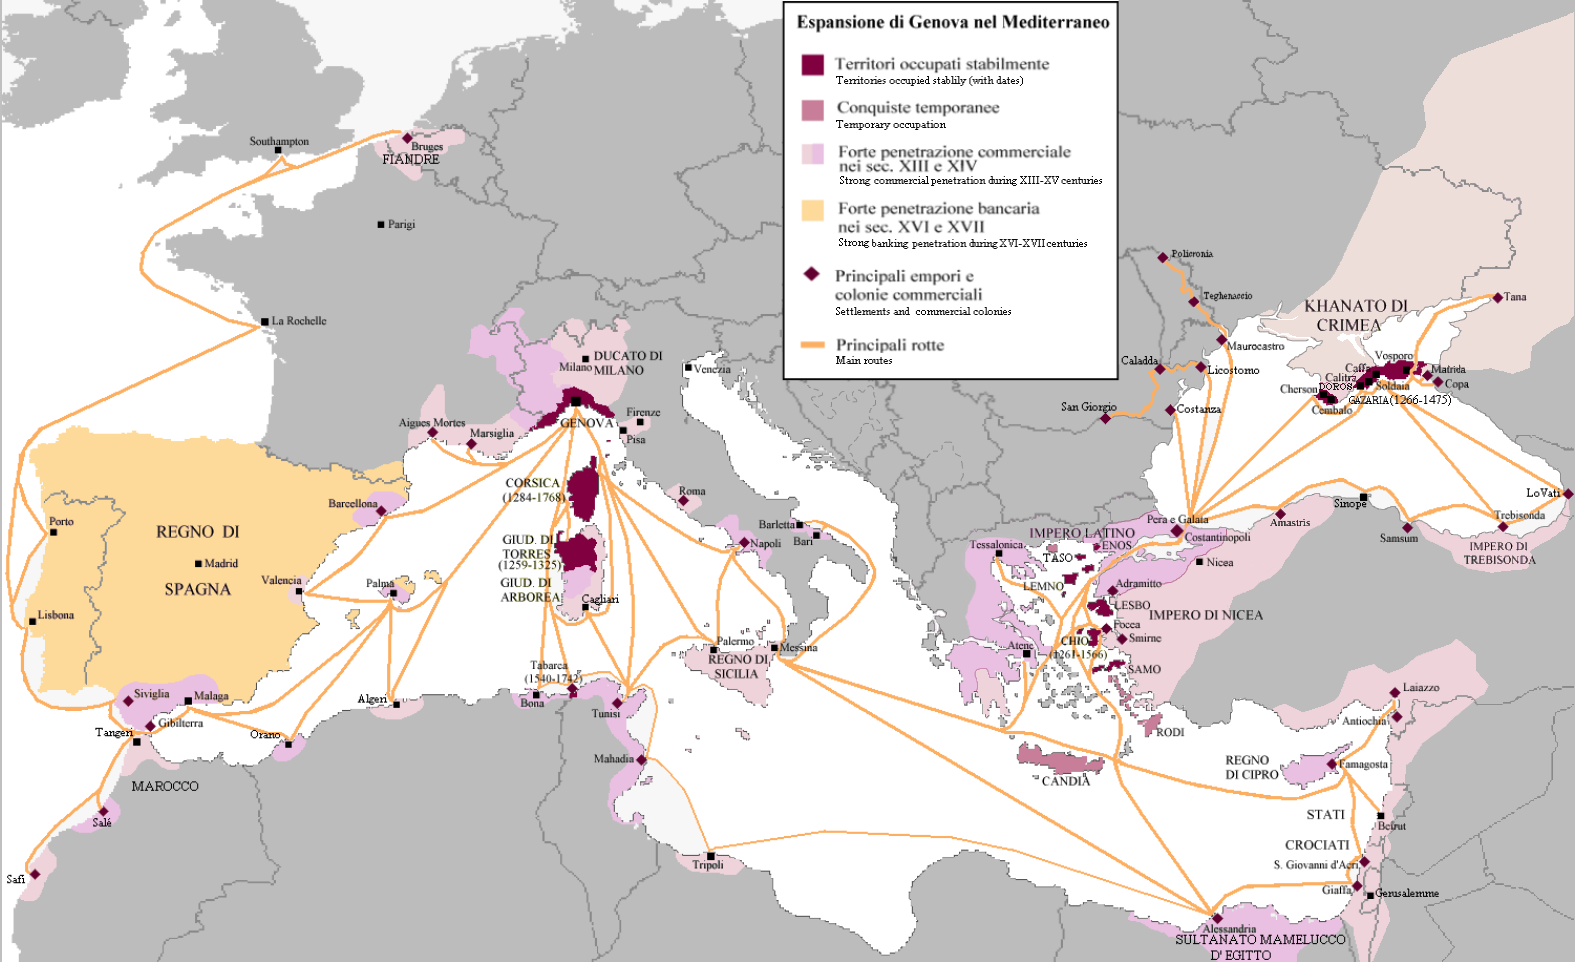 Espansione di Genova nel Mediterraneo
Territori occupati stabilmente
Territories occupied stablily (with dates)
Conquiste temporanee
Temporary occupation
Forte penetrazione commerciale
nei sec. XIII e XIV
Strong commercial penetration during XIII-XV centuries
Forte penetrazione bancaria
nei sec. XVI e XVII
Strong banking penetration during XVI-XVII centuries
Principali empori e
colonie commerciali
Settlements and commercial colonies
Principali rotte
Main routes
Southampton
Bruges
FIANDRE
Parigi
La Rochelle
DUCATO DI
MILANO
Milano
Venezia
GENOVA
Firenze
Pisa
Aigues Mortes
Marsiglia
CORSICA
(1284-1768)
Roma
Barcellona
Porto
REGNO DI
SPAGNA
Madrid
Valencia
Palma
Lisbona
GIUD. DI
TORRES
(1259-1325)
GIUD. DI
ARBOREA
Cagliari
Napoli
Barletta
Bari
Palermo
Messina
REGNO DI
SICILIA
Tabarca
(1540-1742)
Bona
Tunisi
Mahadia
Tripoli
Siviglia
Malaga
Gibilterra
Tangeri
Algeri
Orano
MAROCCO
Salè
Safi
Policronia
Teghenaccio
Maurocastro
Caladda
Licostomo
San Giorgio
Costanza
KHANATO DI
CRIMEA
Tana
Vosporo
Caffa
Calitra
Matrida
Copa
Soldaia
Cherson
DOROS
Cembalo
GAZARIA(1266-1475)
Lo Vati
Trebisonda
IMPERO DI
TREBISONDA
Samsum
Sinope
Amastris
Pera e Galata
Costantinopoli
IMPERO LATINO
ENOS
Tessalonica
TASO
Nicea
LEMNO
Adramitto
LESBO
IMPERO DI NICEA
Focea
Smirne
CHIO
(1261-1566)
Atene
SAMO
RODI
CANDIA
Laiazzo
Antiochia
REGNO
DI CIPRO
Famagosta
STATI
CROCIATI
Beirut
S. Giovanni d'Acri
Giaffa
Gerusalemme
Alessandria
SULTANATO MAMELUCCO
D' EGITTO